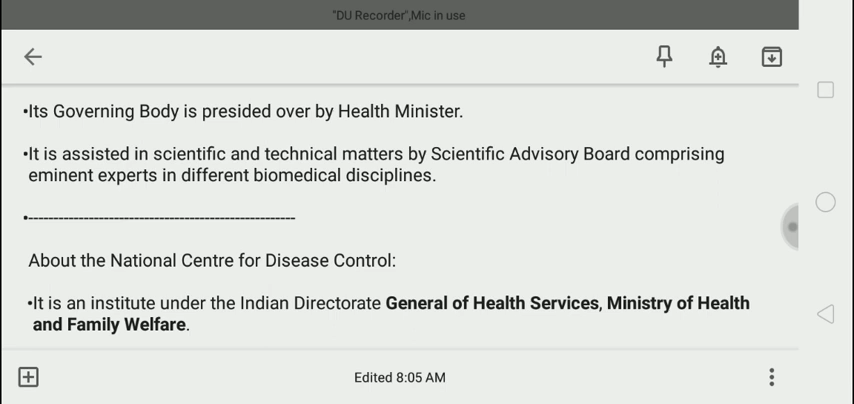 "DU Recorder",Mic in use
•Its Governing Body is presided over by Health Minister.
•It is assisted in scientific and technical matters by Scientific Advisory Board comprising
eminent experts in different biomedical disciplines.
•-----------------------------------------------------
About the National Centre for Disease Control:
•It is an institute under the Indian Directorate General of Health Services, Ministry of Health
and Family Welfare.
Edited 8:05 AM